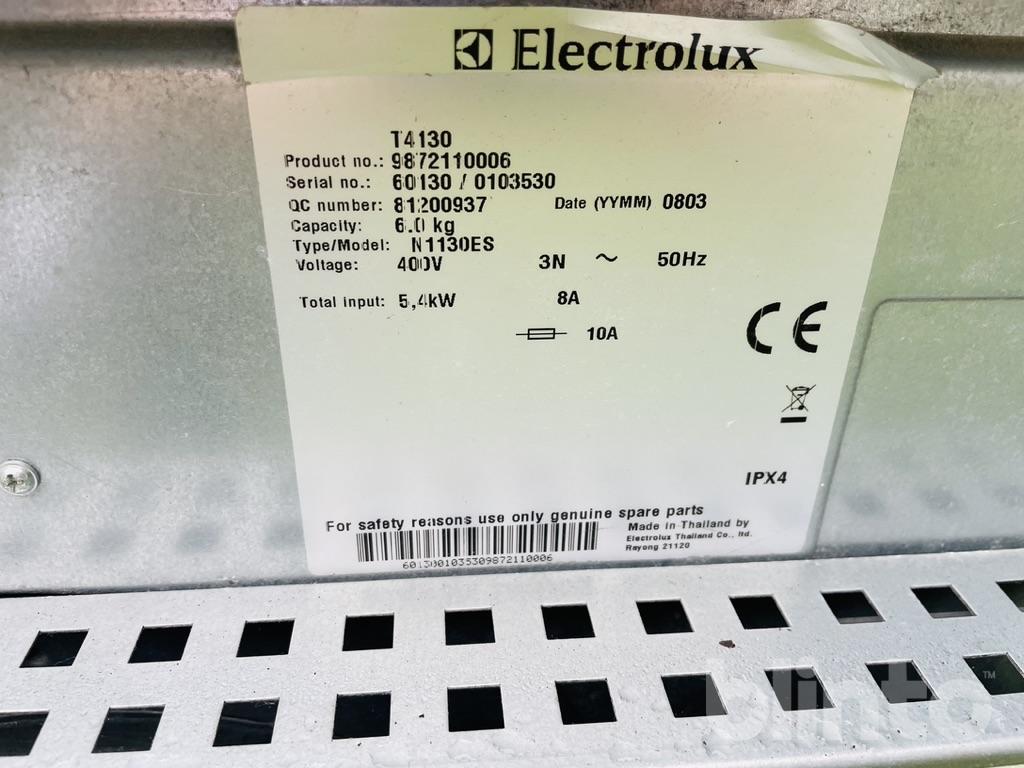 Electrolux
T4130
Product no.: 9872110006
Serial no.: 60130 / 0103530
QC number: 81200937 Date (YYMM) 0803
Capacity: 6.0 kg
Type/Model: N1130ES
Voltage: 400V 3N ~ 50Hz
Total input: 5,4kW 8A
10A
CE
IPX4
For safety reasons use only genuine spare parts
Made in Thailand by
Electrolux Thailand Co., ltd.
Rayong 21120
6013001035309872110006
blinto™